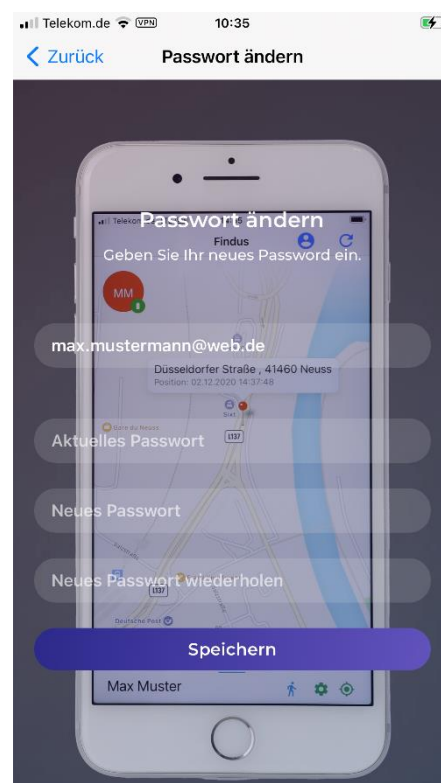 Telekom.de VPN 10:35
Zurück Passwort ändern
Telekom
Passwort ändern
Findus
Geben Sie Ihr neues Password ein.
MM
max.mustermann@web.de
Düsseldorfer Straße , 41460 Neuss
Position: 02.12.2020 14:37:48
Sixt
Aktuelles Passwort
L137
Neues Passwort
Neues Passwort wiederholen
L137
Deutsche Post
Speichern
Max Muster